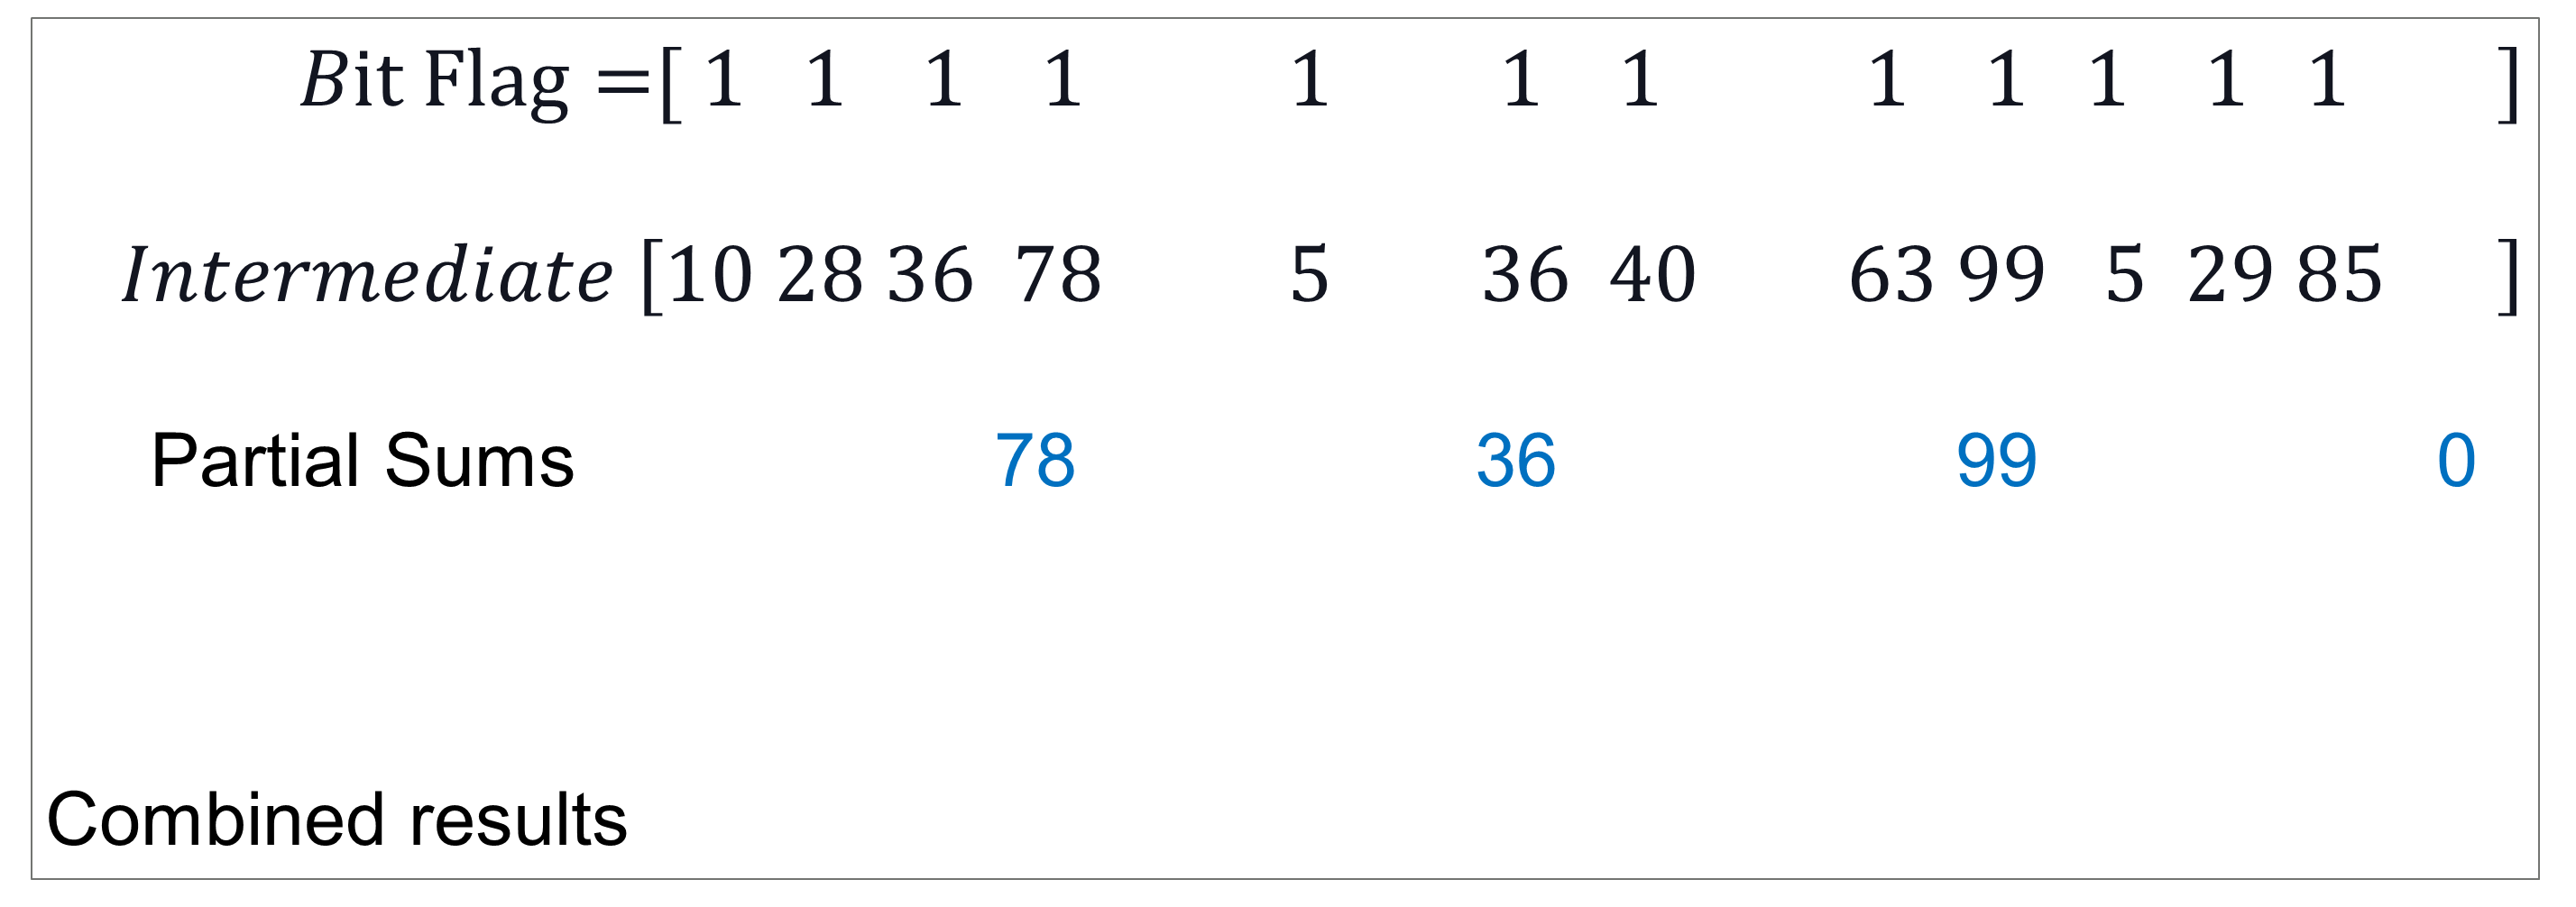 Bit Flag =[ 1 1 1 1 1 1 1 1 1 1 1 1 ]
Intermediate [10 28 36 78 5 36 40 63 99 5 29 85 ]
Partial Sums 78 36 99 0
Combined results